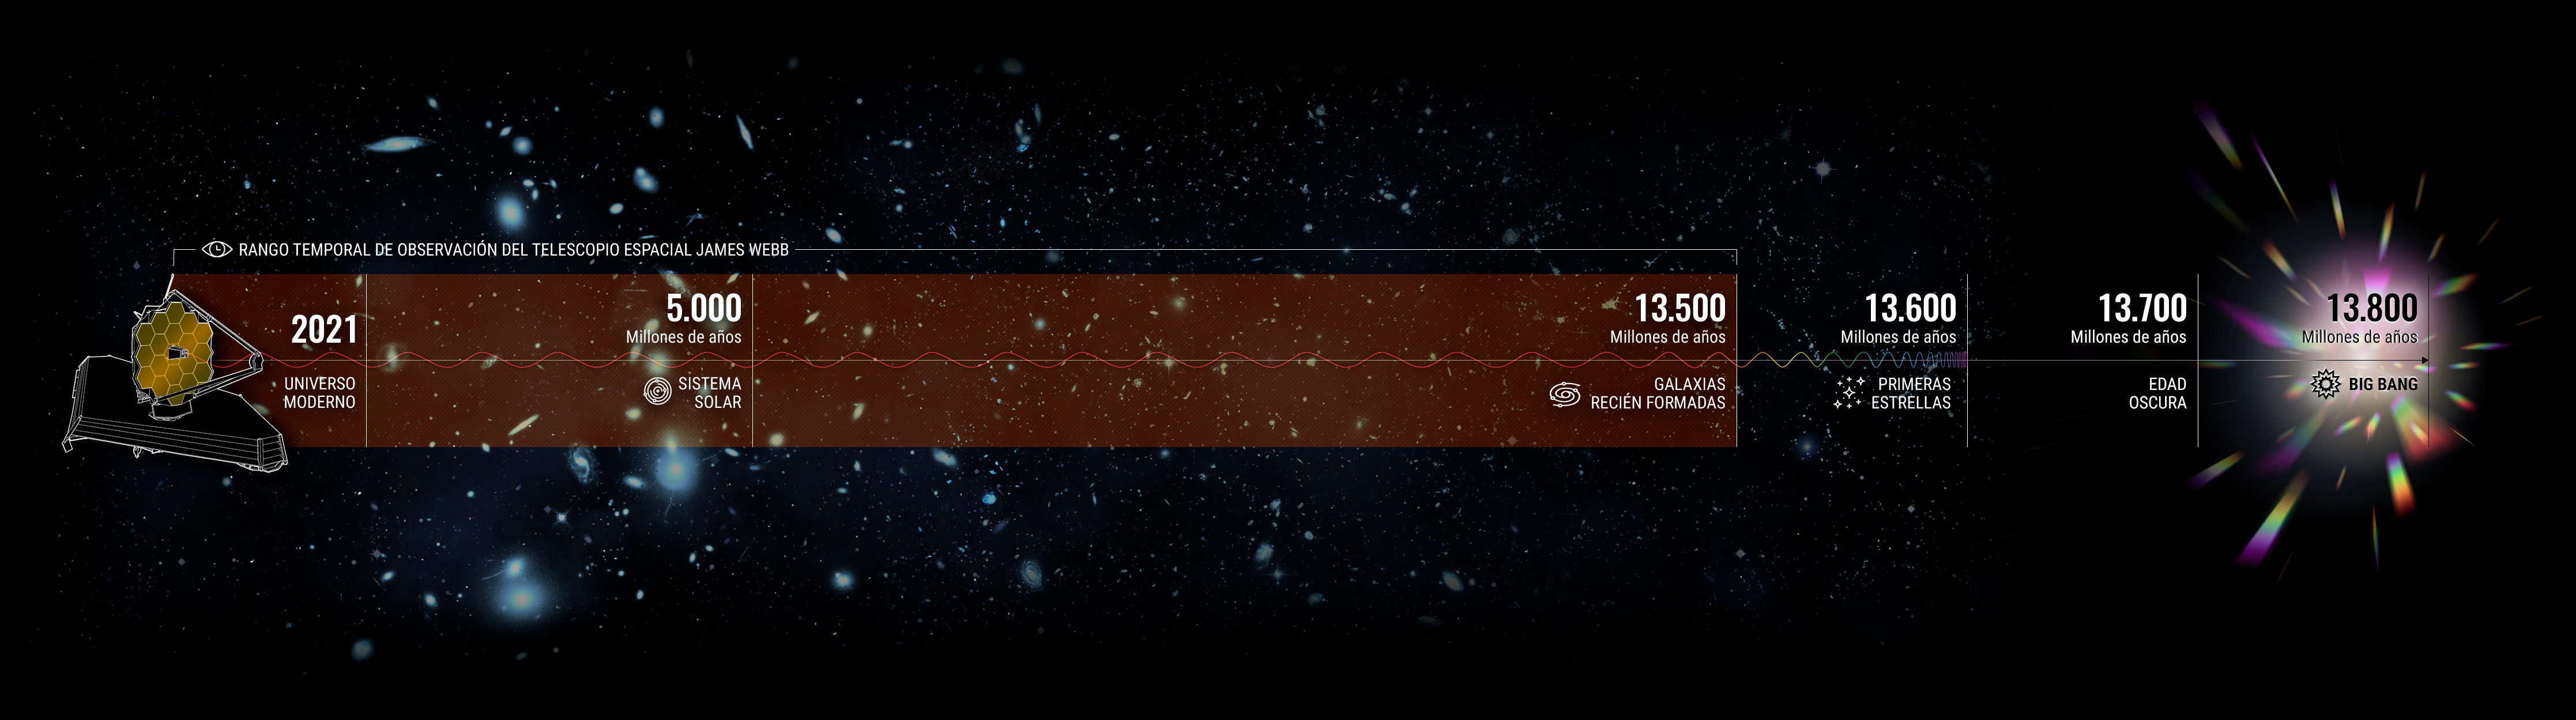 RANGO TEMPORAL DE OBSERVACIÓN DEL TELESCOPIO ESPACIAL JAMES WEBB
2021
UNIVERSO
MODERNO
5.000
Millones de años
SISTEMA
SOLAR
13.500
Millones de años
GALAXIAS
RECIÉN FORMADAS
13.600
Millones de años
PRIMERAS
ESTRELLAS
13.700
Millones de años
EDAD
OSCURA
13.800
Millones de años
BIG BANG